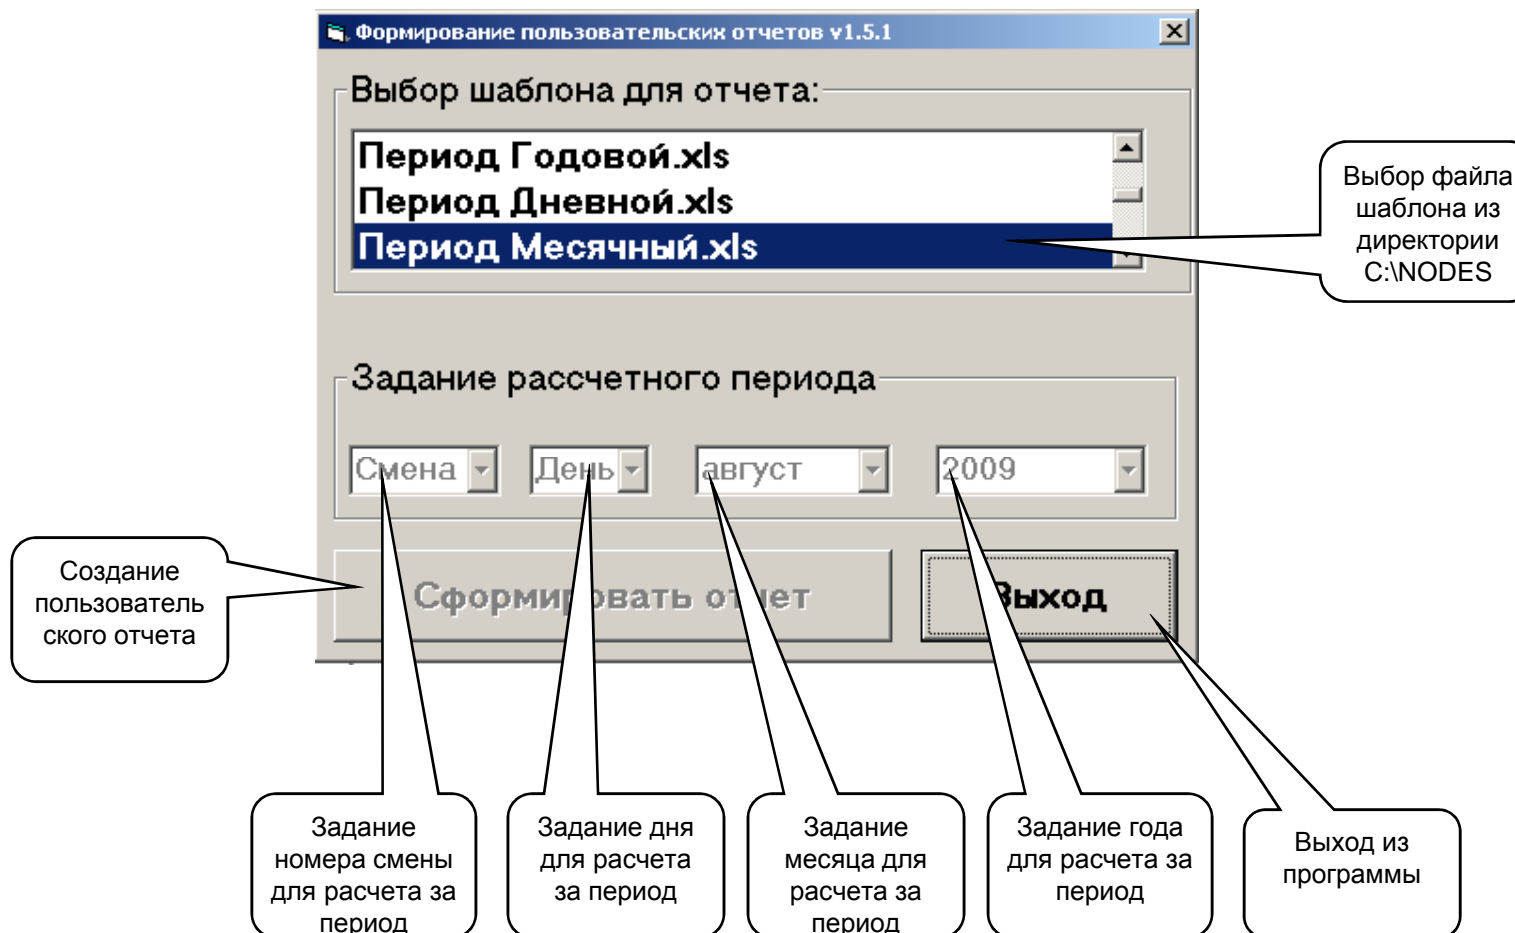 Формирование пользовательских отчетов v1.5.1
Выбор шаблона для отчета:
Период Годовой.xls
Период Дневной.xls
Период Месячный.xls
Выбор файла
шаблона из
директории
C:\NODES
Задание рассчетного периода
Смена
День
август
2009
Создание
пользователь
ского отчета
Сформировать отчет
Выход
Задание
номера смены
для расчета за
период
Задание дня
для расчета
за период
Задание
месяца для
расчета за
период
Задание года
для расчета за
период
Выход из
программы